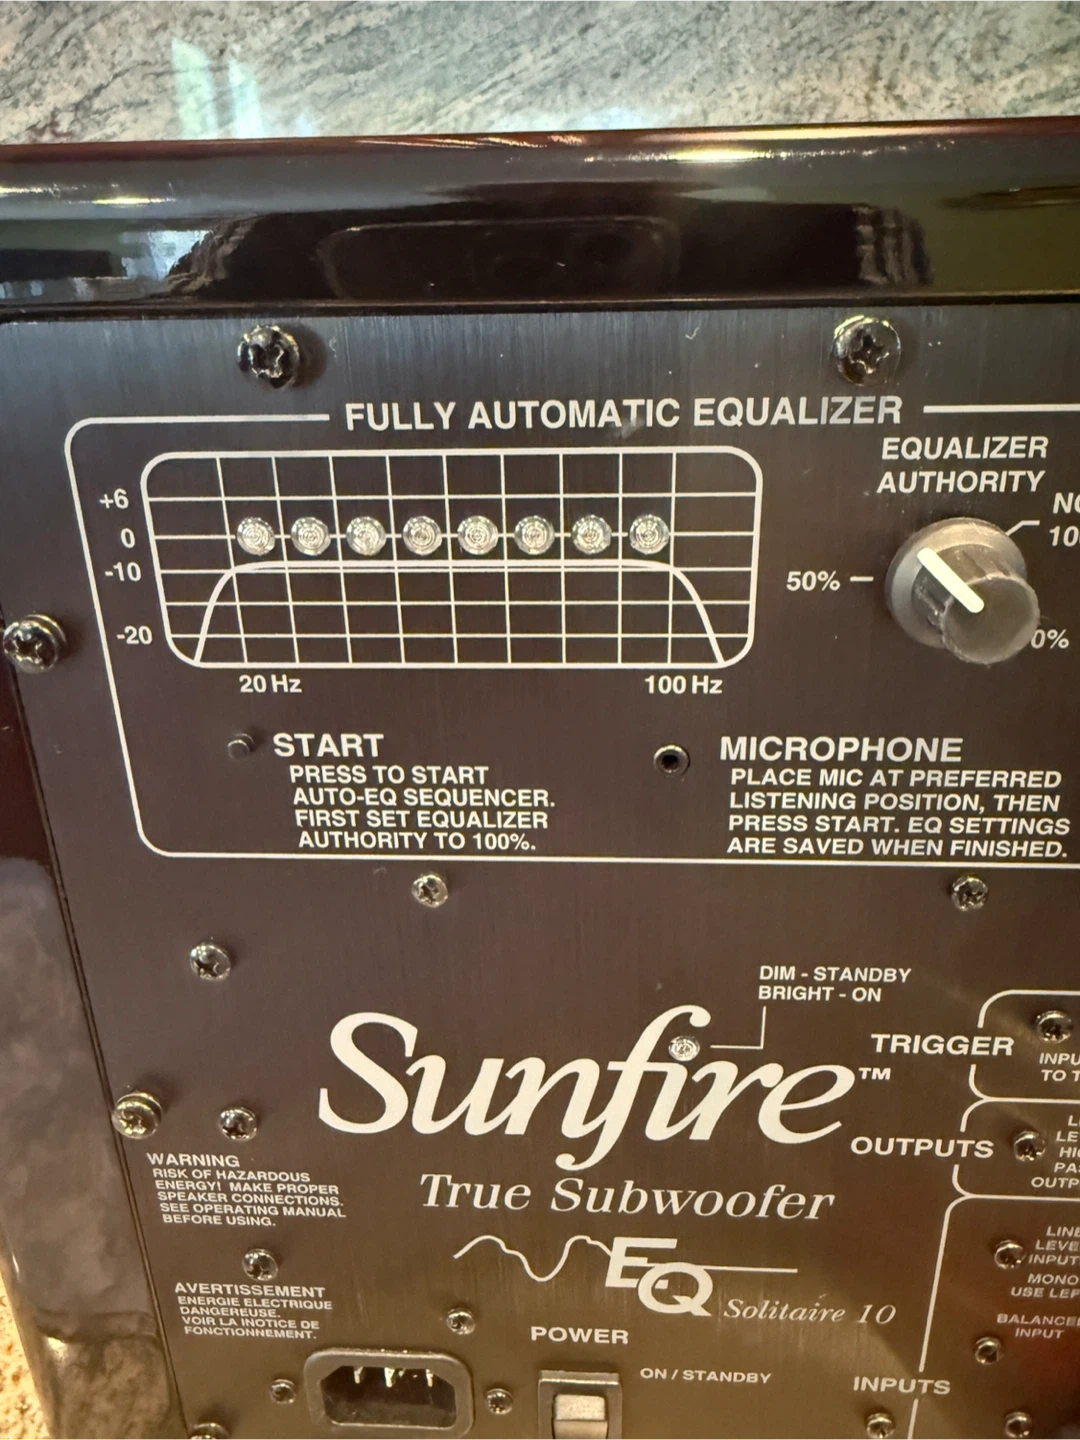 FULLY AUTOMATIC EQUALIZER
EQUALIZER
AUTHORITY
+6
0
-10
-20
50%
20 Hz
100 Hz
START
PRESS TO START
AUTO-EQ SEQUENCER.
FIRST SET EQUALIZER
AUTHORITY TO 100%.
MICROPHONE
PLACE MIC AT PREFERRED
LISTENING POSITION, THEN
PRESS START. EQ SETTINGS
ARE SAVED WHEN FINISHED.
DIM - STANDBY
BRIGHT - ON
Sunfire™
True Subwoofer
EQ
Solitaire 10
TRIGGER
OUTPUTS
WARNING
RISK OF HAZARDOUS
ENERGY! MAKE PROPER
SPEAKER CONNECTIONS.
SEE OPERATING MANUAL
BEFORE USING.
AVERTISSEMENT
ENERGIE ELECTRIQUE
DANGEREUSE.
VOIR LA INOTICE DE
FONCTIONNEMENT.
POWER
ON / STANDBY
MONO
INPUT
INPUTS